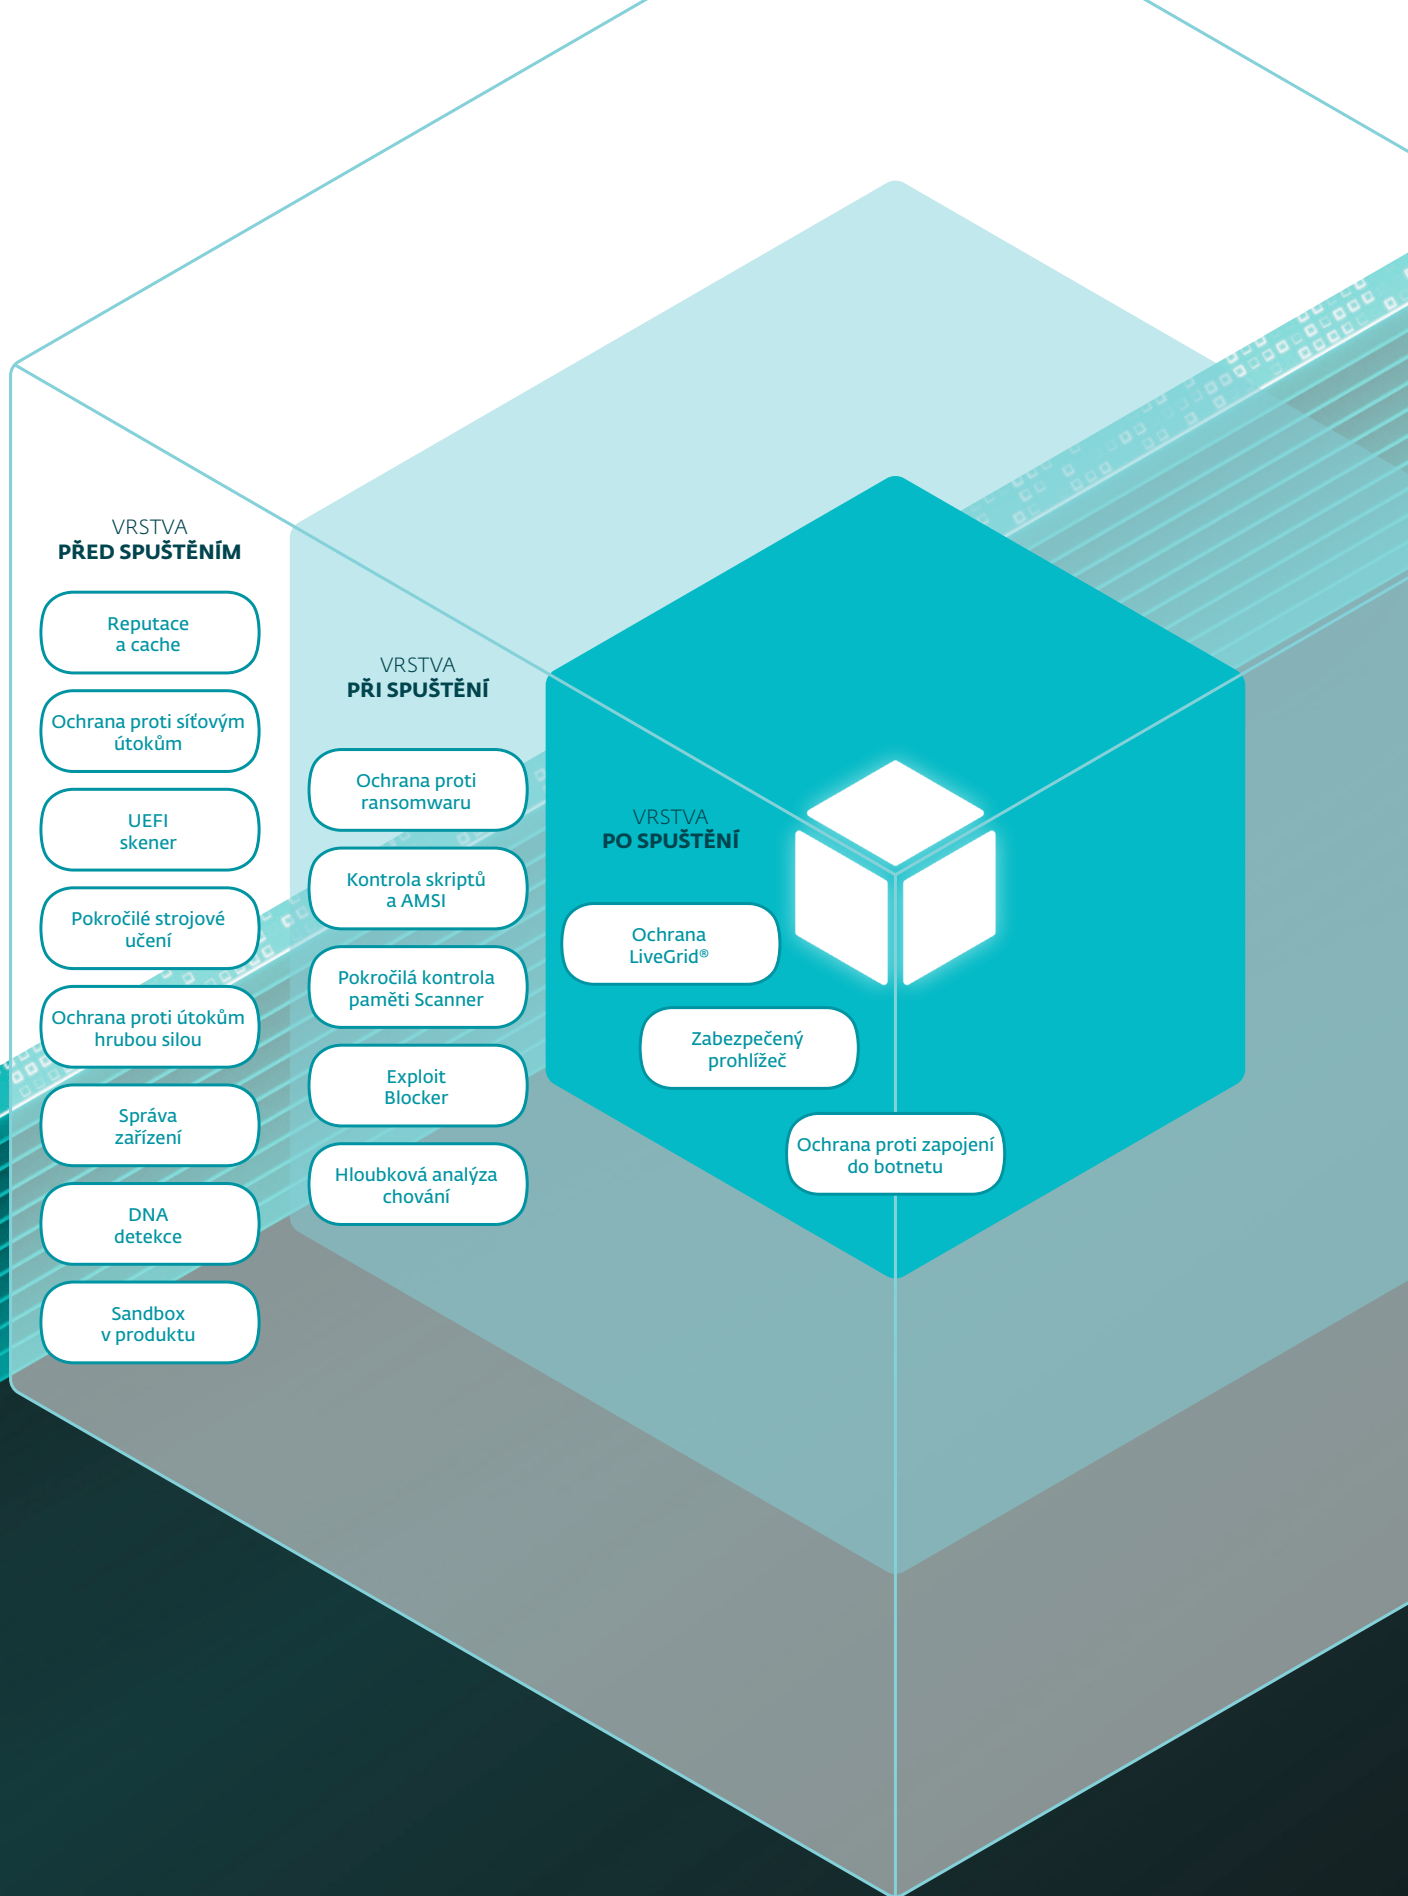 VRSTVA
PŘED SPUŠTĚNÍM
Reputace
a cache
Ochrana proti síťovým
útokům
UEFI
skener
Pokročilé strojové
učení
Ochrana proti útokům
hrubou silou
Správa
zařízení
DNA
detekce
Sandbox
v produktu
VRSTVA
PŘI SPUŠTĚNÍ
Ochrana proti
ransomwaru
Kontrola skriptů
a AMSI
Pokročilá kontrola
paměti Scanner
Exploit
Blocker
Hloubková analýza
chování
VRSTVA
PO SPUŠTĚNÍ
Ochrana
LiveGrid®
Zabezpečený
prohlížeč
Ochrana proti zapojení
do botnetu